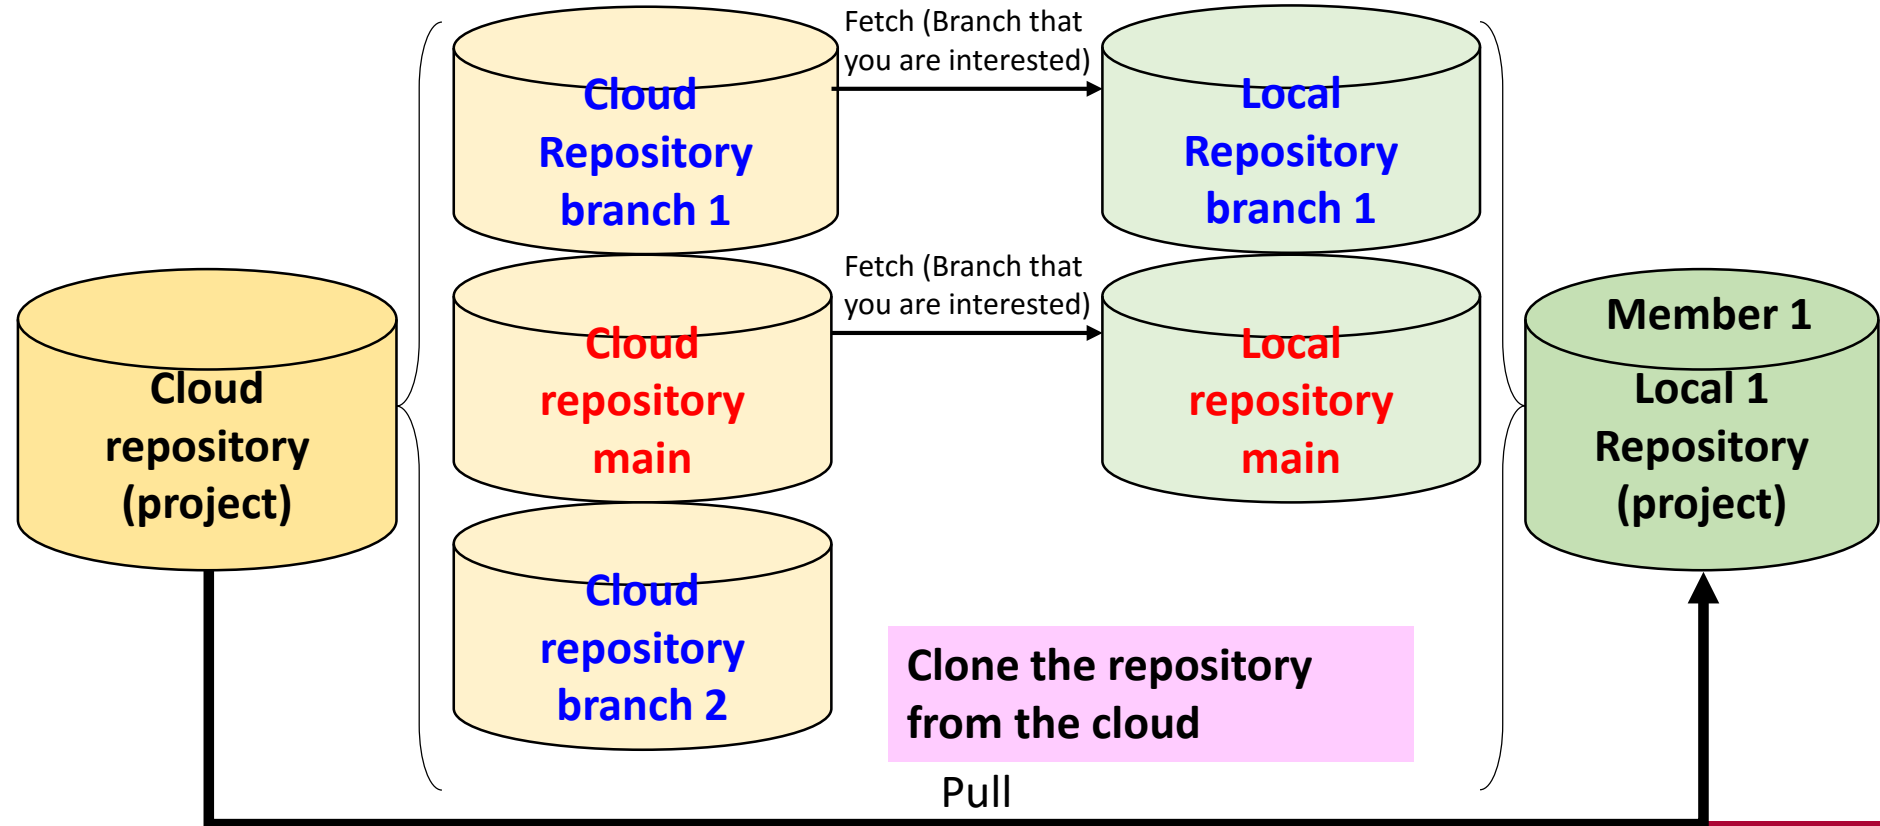 Fetch (Branch that
you are interested)
Cloud
Repository
branch 1
Local
Repository
branch 1
Fetch (Branch that
you are interested)
Cloud
repository
(project)
Cloud
repository
main
Local
repository
main
Member 1
Local 1
Repository
(project)
Cloud
repository
branch 2
Clone the repository
from the cloud
Pull